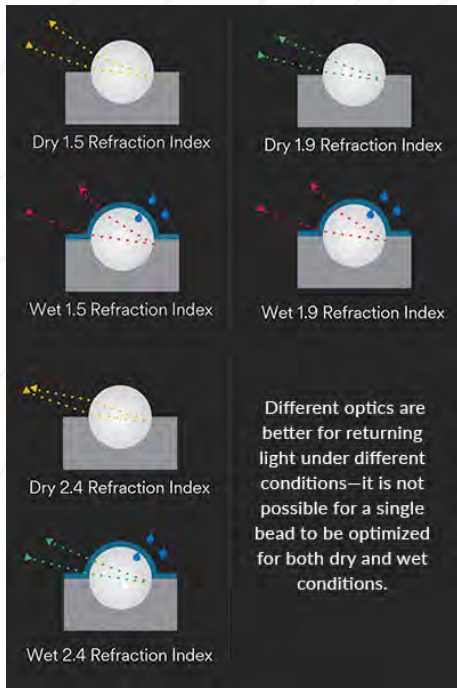 Dry 1.5 Refraction Index
Dry 1.9 Refraction Index
Wet 1.5 Refraction Index
Wet 1.9 Refraction Index
Dry 2.4 Refraction Index
Wet 2.4 Refraction Index
Different optics are
better for returning
light under different
conditions—it is not
possible for a single
bead to be optimized
for both dry and wet
conditions.